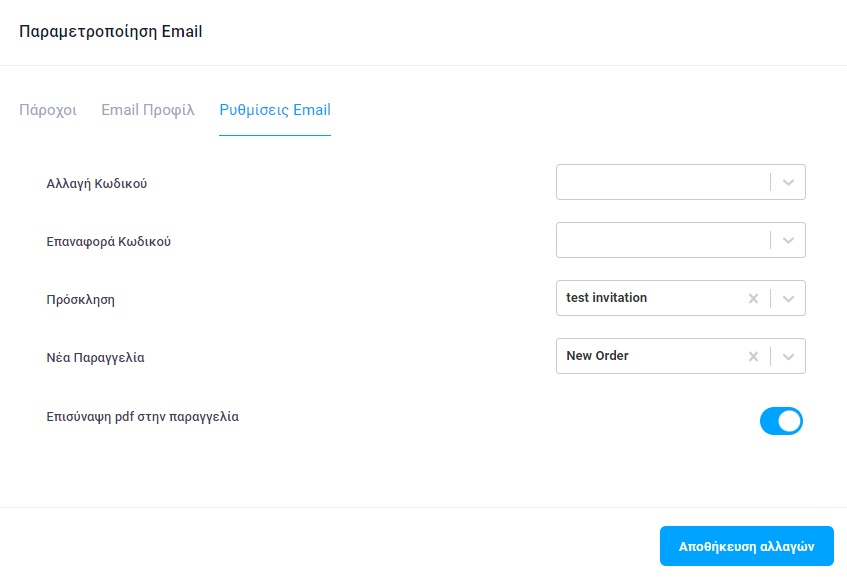 Παραμετροποίηση Email
Πάροχοι Email Προφίλ Ρυθμίσεις Email
Αλλαγή Κωδικού
Επαναφορά Κωδικού
Πρόσκληση test invitation
Νέα Παραγγελία New Order
Επισύναψη pdf στην παραγγελία
Αποθήκευση αλλαγών